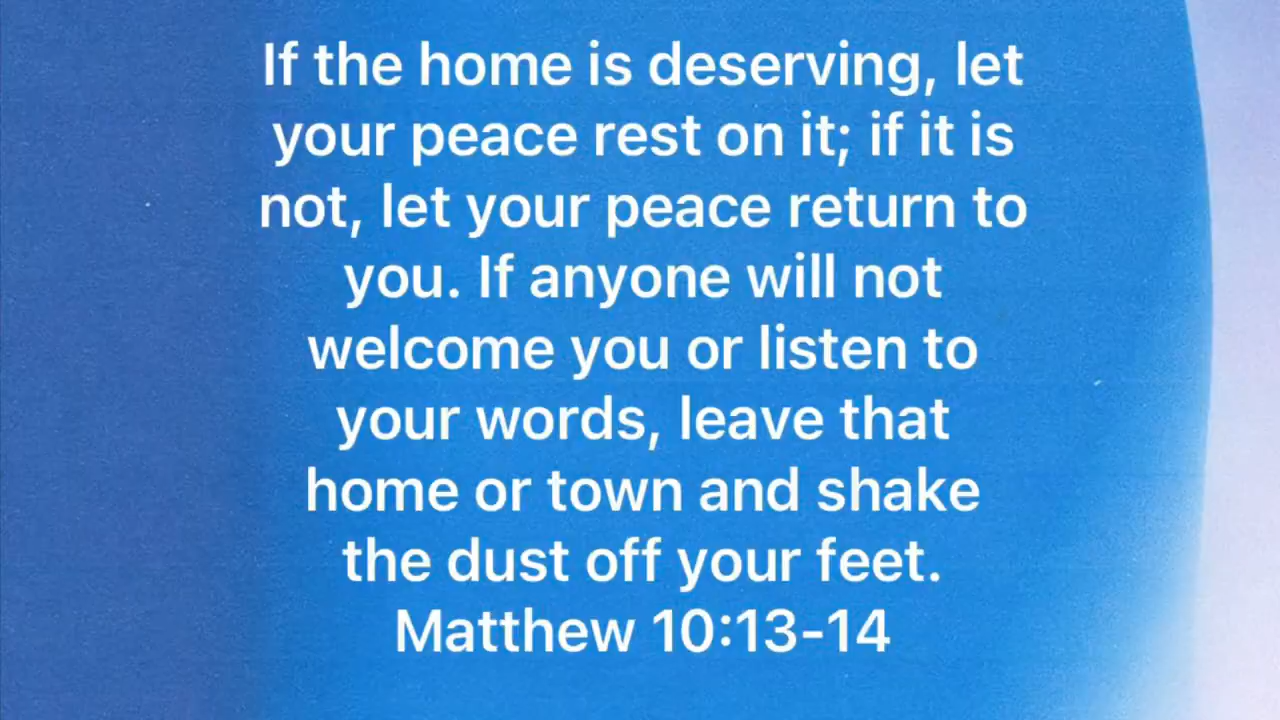 If the home is deserving, let
your peace rest on it; if it is
not, let your peace return to
you. If anyone will not
welcome you or listen to
your words, leave that
home or town and shake
the dust off your feet.
Matthew 10:13-14